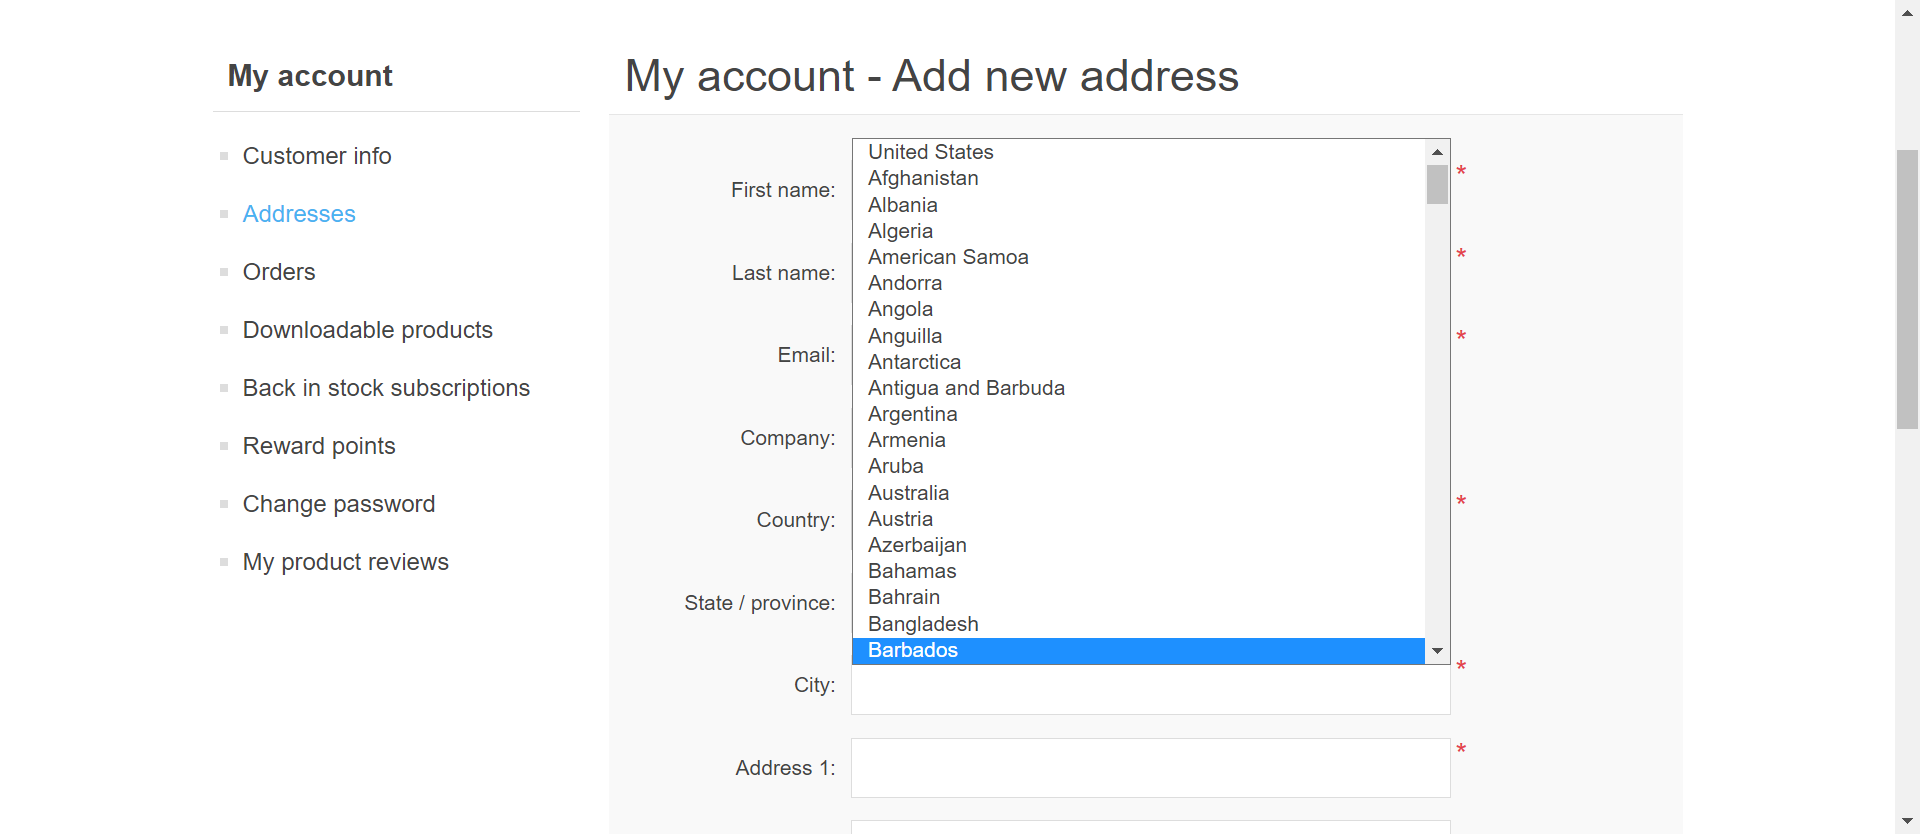 My account
Customer info
Addresses
Orders
Downloadable products
Back in stock subscriptions
Reward points
Change password
My product reviews
My account - Add new address
First name:
*
Last name:
*
Email:
*
Company:
Country:
*
State / province:
City:
*
Address 1:
*
United States
Afghanistan
Albania
Algeria
American Samoa
Andorra
Angola
Anguilla
Antarctica
Antigua and Barbuda
Argentina
Armenia
Aruba
Australia
Austria
Azerbaijan
Bahamas
Bahrain
Bangladesh
Barbados